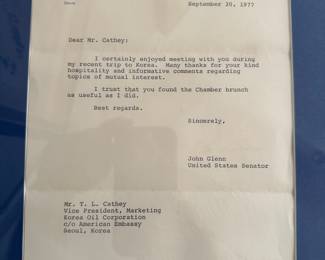 September 20, 1977
Dear Mr. Cathey:
I certainly enjoyed meeting with you during
my recent trip to Korea. Many thanks for your kind
hospitality and informative comments regarding
topics of mutual interest.
I trust that you found the Chamber brunch
as useful as I did.
Best regards.
Sincerely,
John Glenn
United States Senator
Mr. T. L. Cathey
Vice President, Marketing
Korea Oil Corporation
c/o American Embassy
Seoul, Korea